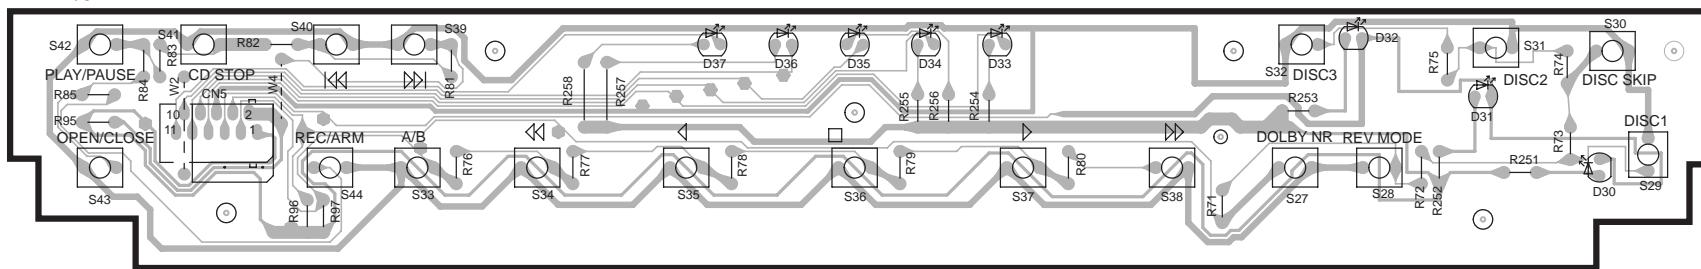 S42
S41
R83
R82
S40
S39
PLAY/PAUSE
R84
R85
R95
OPEN/CLOSE
S43
W2
CD STOP
CN5
10
2
11
1
W4
R81
REC/ARM
S44
R96
R97
A/B
S33
R76
S34
R77
R258
R257
D37
D36
D35
D34
D33
R255
R256
R254
S35
R78
S36
R79
S37
R80
S38
R71
S32
DISC3
D32
R253
R75
S31
DISC2
D31
R74
S30
DISC SKIP
DISC1
R73
DOLBY NR
REV MODE
S27
S28
R72
R252
R251
D30
S29